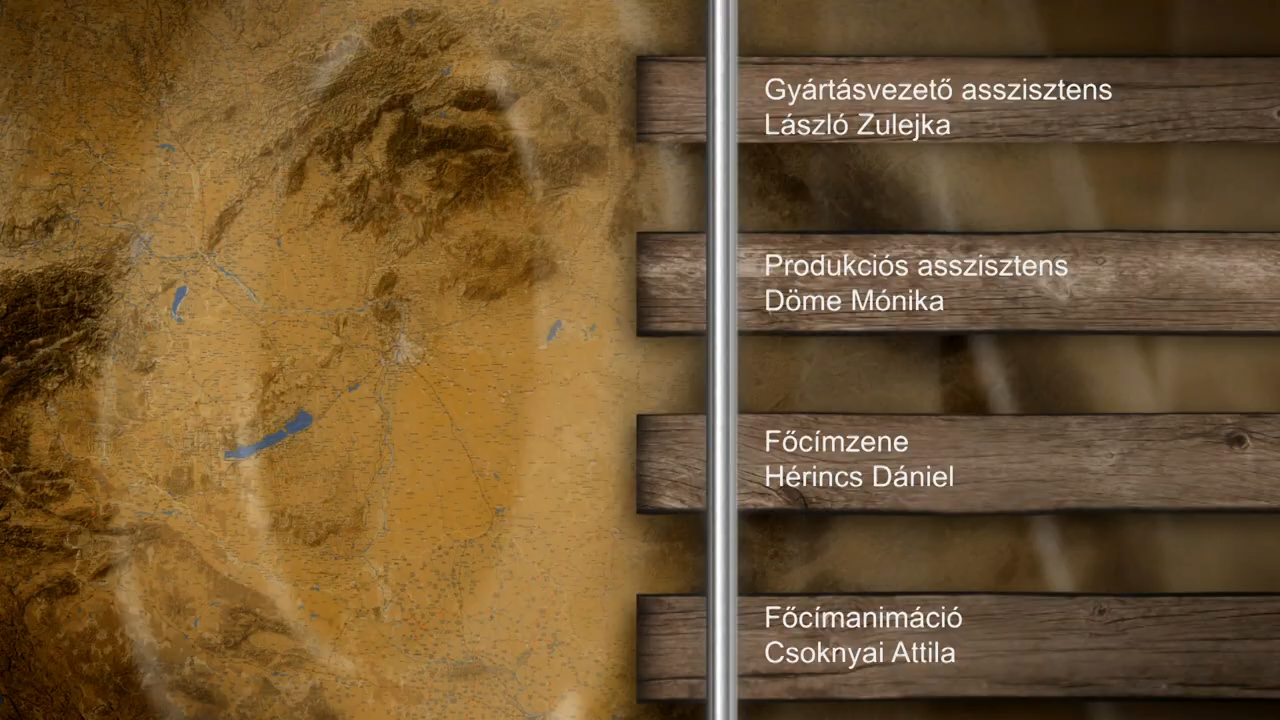 Gyártásvezető asszisztens
László Zulejka
Produkciós asszisztens
Döme Mónika
Főcímzene
Hérincs Dániel
Főcímanimáció
Csoknyai Attila